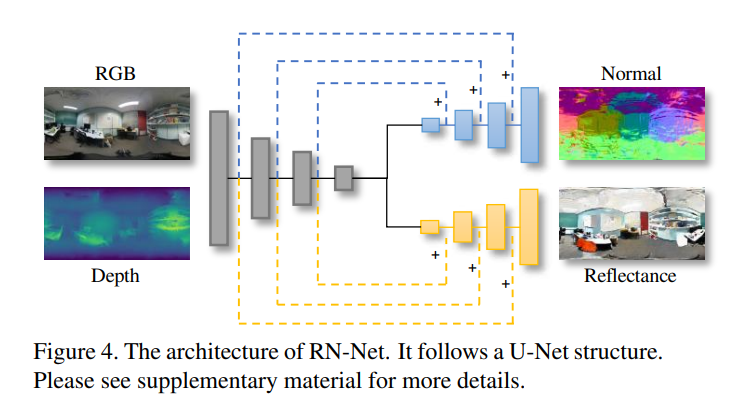 RGB
Normal
+
+
+
+
+
+
Depth
Reflectance
Figure 4. The architecture of RN-Net. It follows a U-Net structure.
Please see supplementary material for more details.